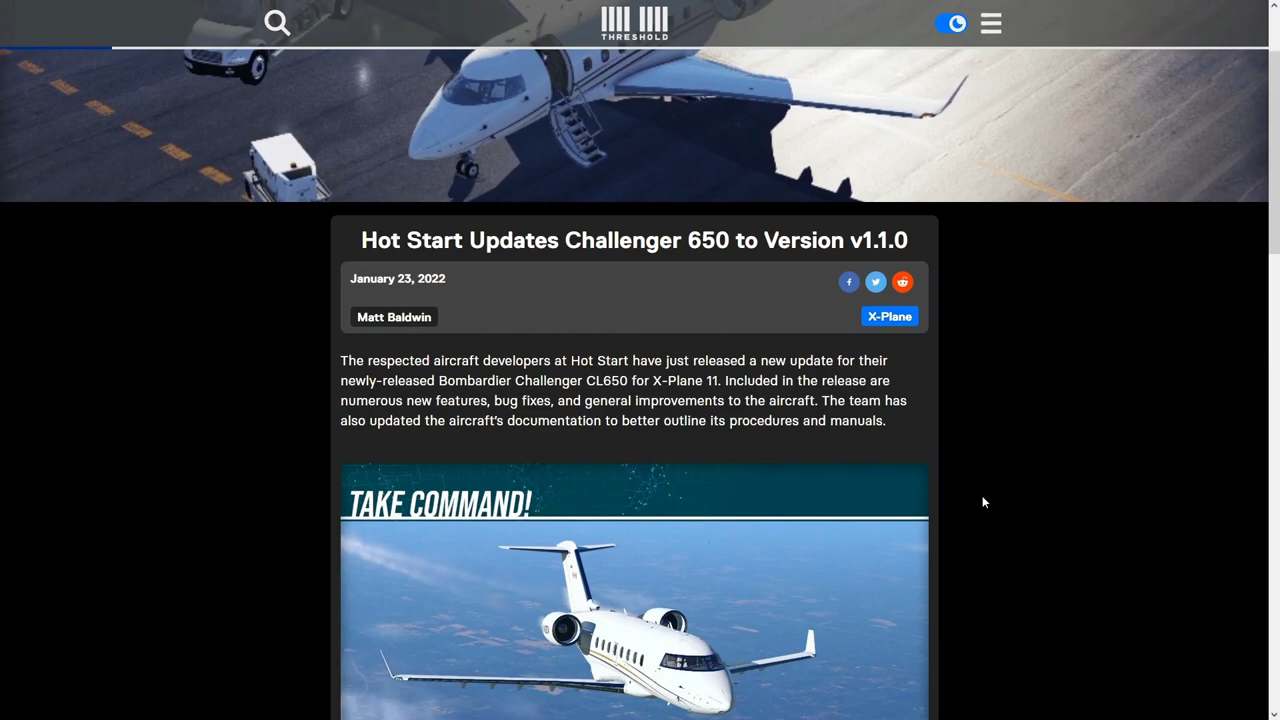 THRESHOLD
Hot Start Updates Challenger 650 to Version v1.1.0
January 23, 2022
Matt Baldwin
X-Plane
The respected aircraft developers at Hot Start have just released a new update for their
newly-released Bombardier Challenger CL650 for X-Plane 11. Included in the release are
numerous new features, bug fixes, and general improvements to the aircraft. The team has
also updated the aircraft's documentation to better outline its procedures and manuals.
TAKE COMMAND!